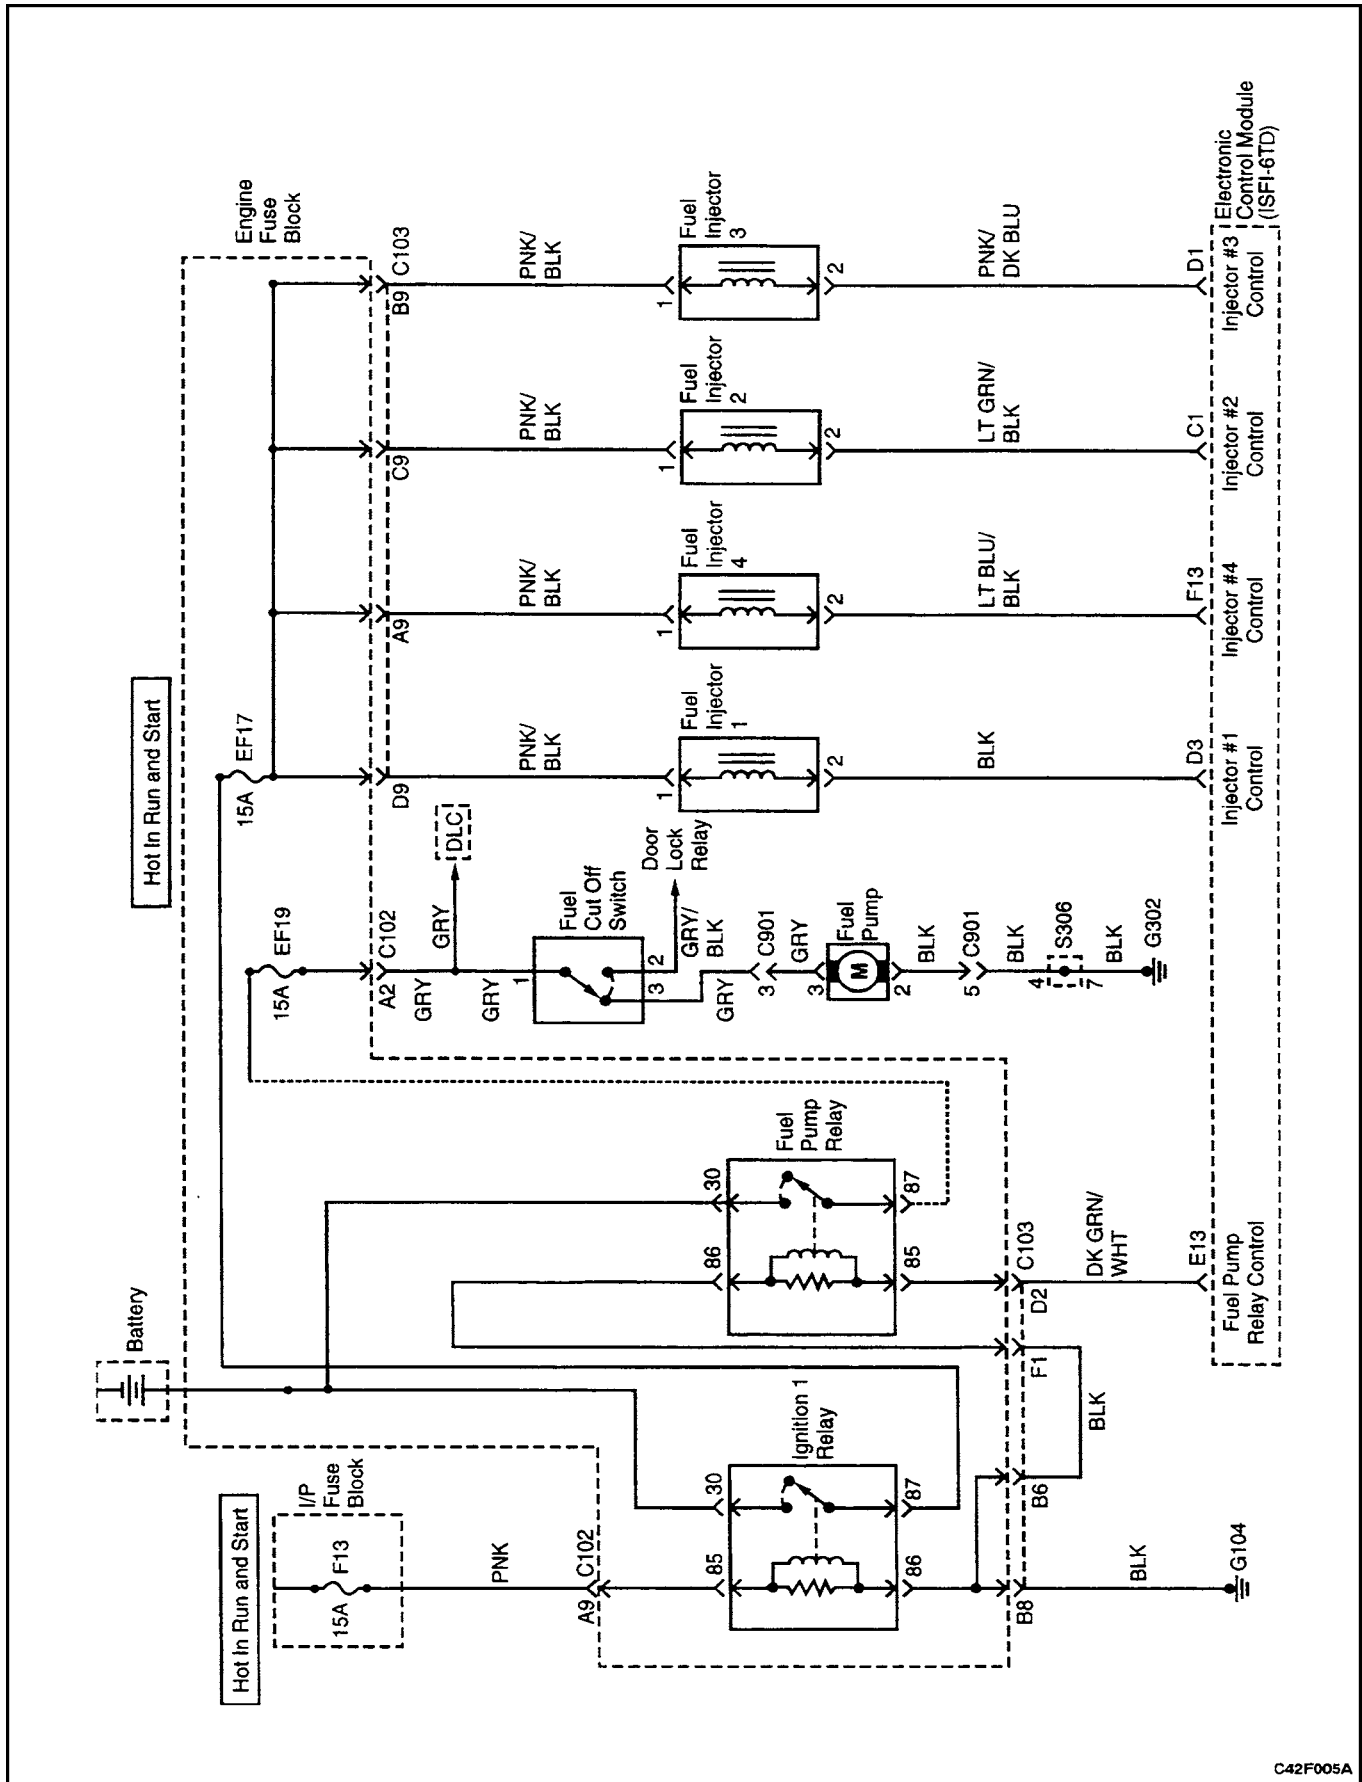 Hot In Run and Start
I/P
Fuse
Block
15A
F13
PNK
A9
C102
85
30
Ignition 1
Relay
86
87
B8
B6
BLK
BLK
G104
Battery
86
30
Fuel
Pump
Relay
85
87
F1
D2
C103
DK GRN/
WHT
E13
Fuel Pump
Relay Control
Hot In Run and Start
15A
EF19
A2
C102
GRY
GRY
DLC
GRY
1
Fuel
Cut Off
Switch
3
2
GRY/
BLK
Door
Lock
Relay
GRY
3
C901
GRY
3
Fuel
Pump
M
2
BLK
5
C901
BLK
4
S306
7
BLK
G302
15A
EF17
Engine
Fuse
Block
D9
A9
C9
B9
C103
PNK/
BLK
PNK/
BLK
PNK/
BLK
PNK/
BLK
1
Fuel
Injector
1
2
1
Fuel
Injector
4
2
1
Fuel
Injector
2
2
1
Fuel
Injector
3
2
BLK
LT BLU/
BLK
LT GRN/
BLK
PNK/
DK BLU
D3
F13
C1
D1
Injector #1
Control
Injector #4
Control
Injector #2
Control
Injector #3
Control
Electronic
Control Module
(ISFI-6TD)
C42F005A